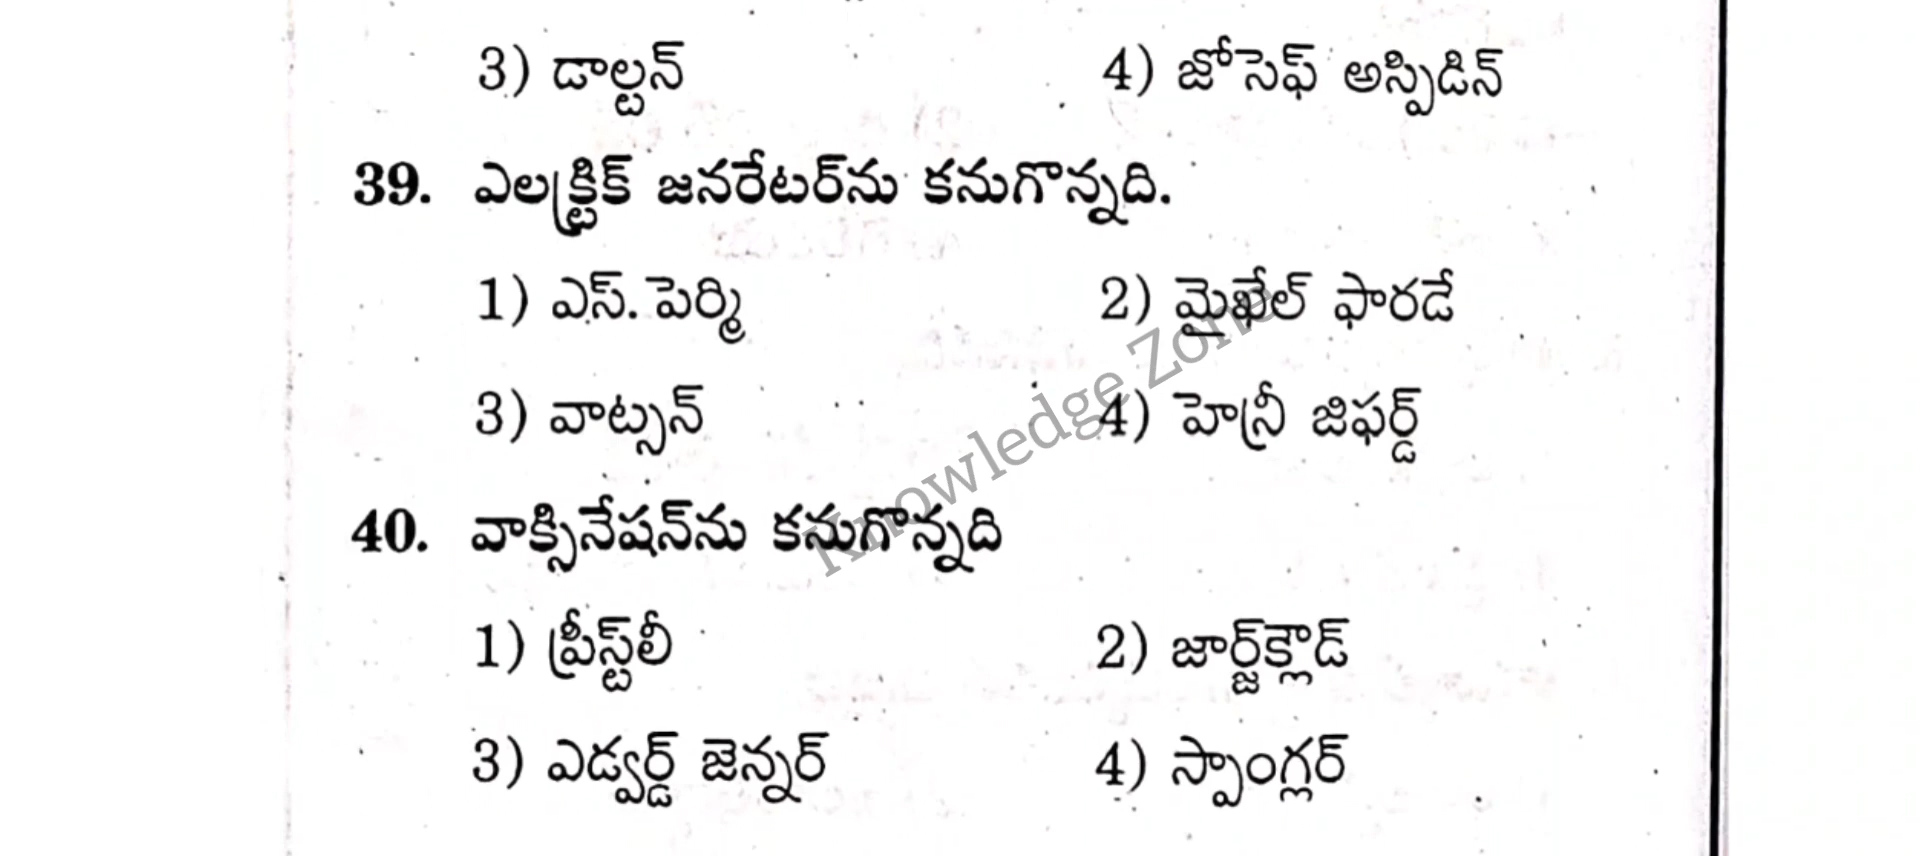 3) డాల్టన్ 4) జోసెఫ్ అస్పిడిన్
39. ఎలక్ట్రిక్ జనరేటర్‌ను కనుగొన్నది.
1) ఎస్. పెర్మి 2) మైఖేల్ ఫారడే
3) వాట్సన్ 4) హెన్రీ జిఫర్డ్
Knowledge Zone
40. వాక్సినేషన్‌ను కనుగొన్నది
1) ప్రీస్ట్‌లీ 2) జార్జ్‌క్లౌడ్
3) ఎడ్వర్డ్ జెన్నర్ 4) స్పాంగ్లర్